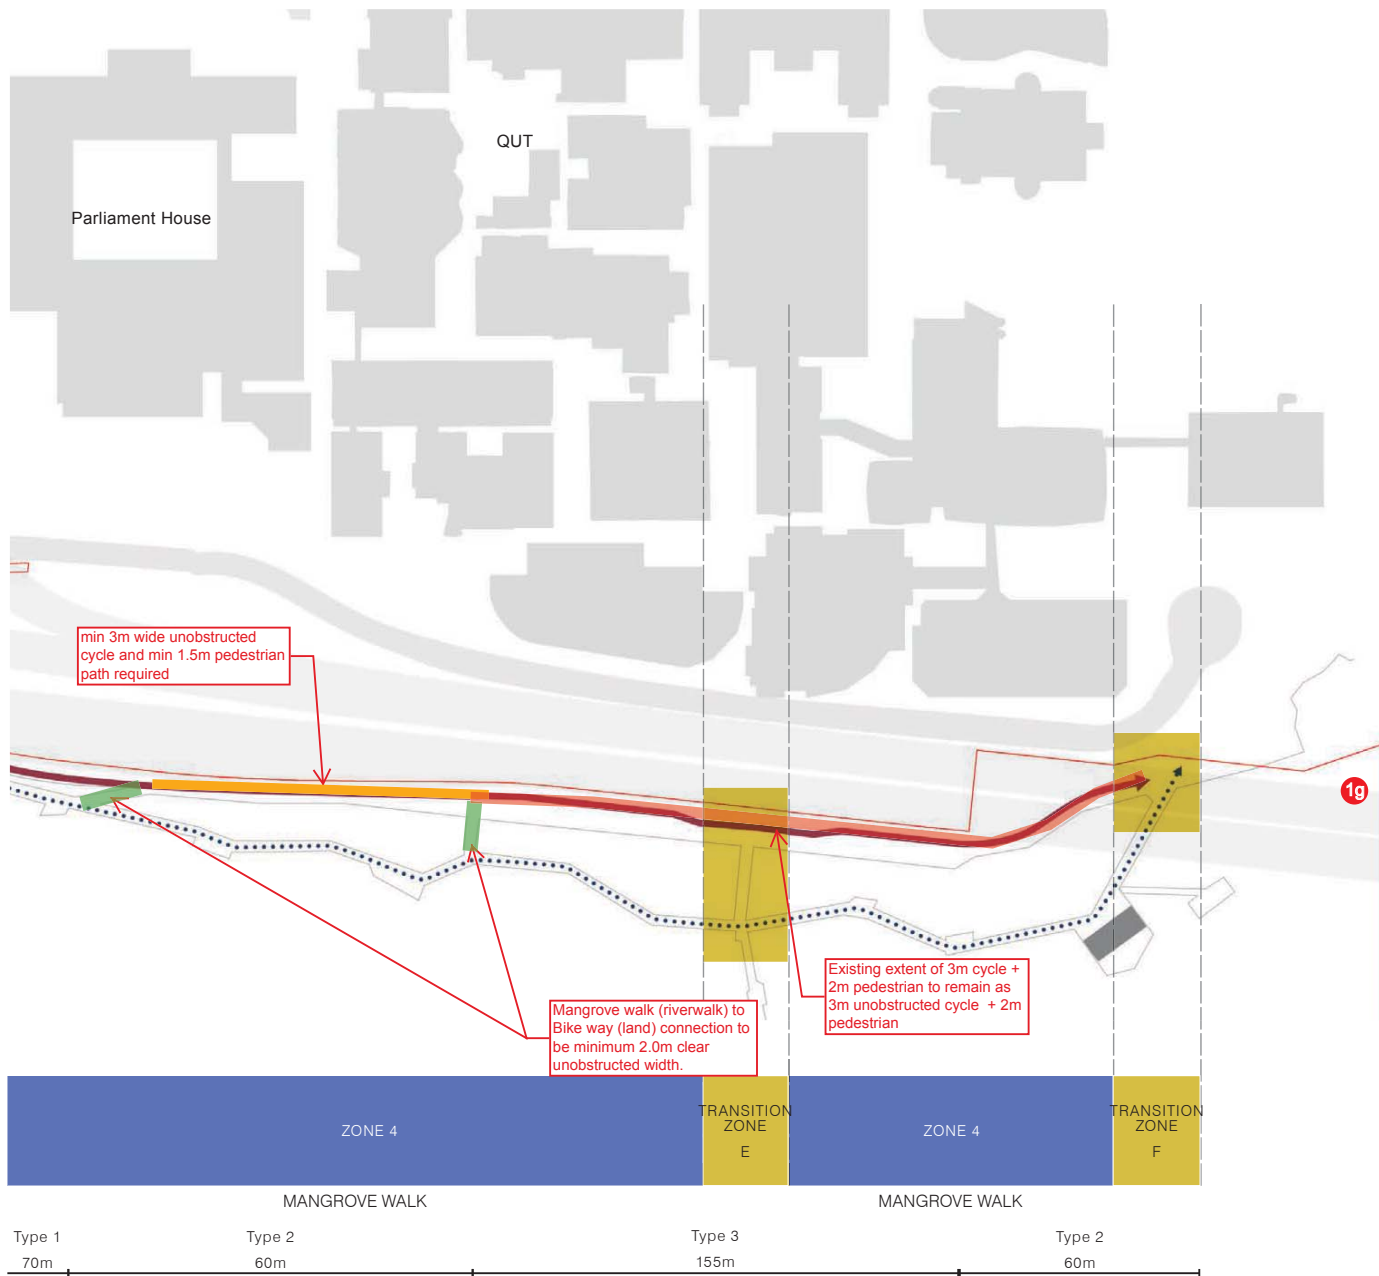 QUT
Parliament House
min 3m wide unobstructed
cycle and min 1.5m pedestrian
path required
1g
Existing extent of 3m cycle +
2m pedestrian to remain as
3m unobstructed cycle + 2m
pedestrian
Mangrove walk (riverwalk) to
Bike way (land) connection to
be minimum 2.0m clear
unobstructed width.
ZONE 4
TRANSITION
ZONE
E
ZONE 4
TRANSITION
ZONE
F
MANGROVE WALK
MANGROVE WALK
Type 1
Type 2
Type 3
Type 2
70m
60m
155m
60m